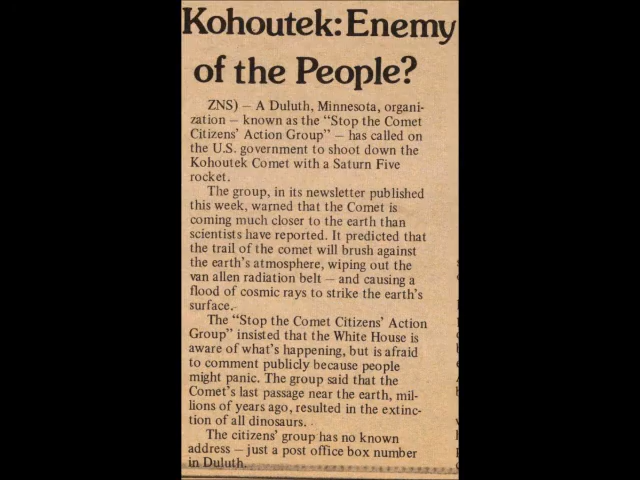 Kohoutek: Enemy
of the People?
ZNS) — A Duluth, Minnesota, organi-
zation — known as the “Stop the Comet
Citizens’ Action Group” — has called on
the U.S. government to shoot down the
Kohoutek Comet with a Saturn Five
rocket.
The group, in its newsletter published
this week, warned that the Comet is
coming much closer to the earth than
scientists have reported. It predicted that
the trail of the comet will brush against
the earth’s atmosphere, wiping out the
van allen radiation belt — and causing a
flood of cosmic rays to strike the earth’s
surface.
The “Stop the Comet Citizens’ Action
Group” insisted that the White House is
aware of what’s happening, but is afraid
to comment publicly because people
might panic. The group said that the
Comet’s last passage near the earth, mil-
lions of years ago, resulted in the extinc-
tion of all dinosaurs.
The citizens’ group has no known
address — just a post office box number
in Duluth.